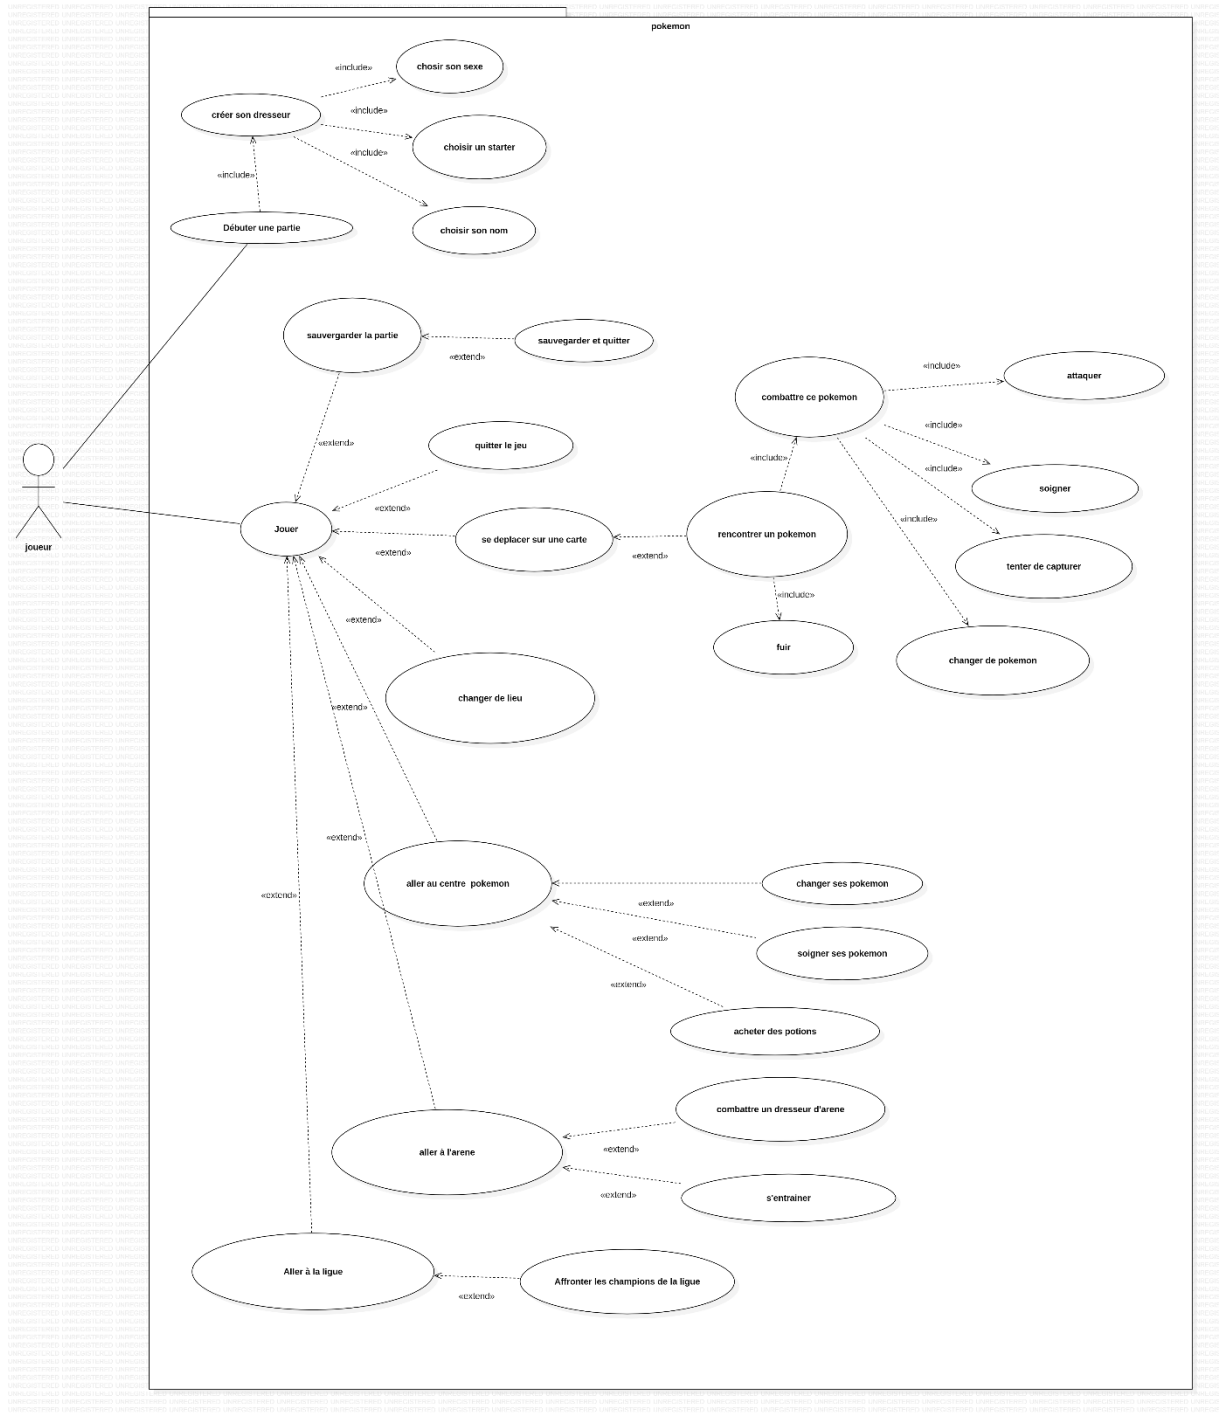 pokemon
chosir son sexe
«include»
créer son dresseur
«include»
choisir un starter
«include»
«include»
choisir son nom
Débuter une partie
sauvergarder la partie
sauvegarder et quitter
«extend»
«include»
attaquer
combattre ce pokemon
«include»
quitter le jeu
«extend»
«include»
«include»
soigner
joueur
Jouer
«extend»
«include»
se deplacer sur une carte
rencontrer un pokemon
«extend»
«extend»
tenter de capturer
«include»
«extend»
fuir
changer de pokemon
changer de lieu
«extend»
«extend»
aller au centre pokemon
changer ses pokemon
«extend»
«extend»
«extend»
soigner ses pokemon
«extend»
acheter des potions
combattre un dresseur d'arene
aller à l'arene
«extend»
«extend»
s'entrainer
Aller à la ligue
Affronter les champions de la ligue
«extend»
UNREGISTERED